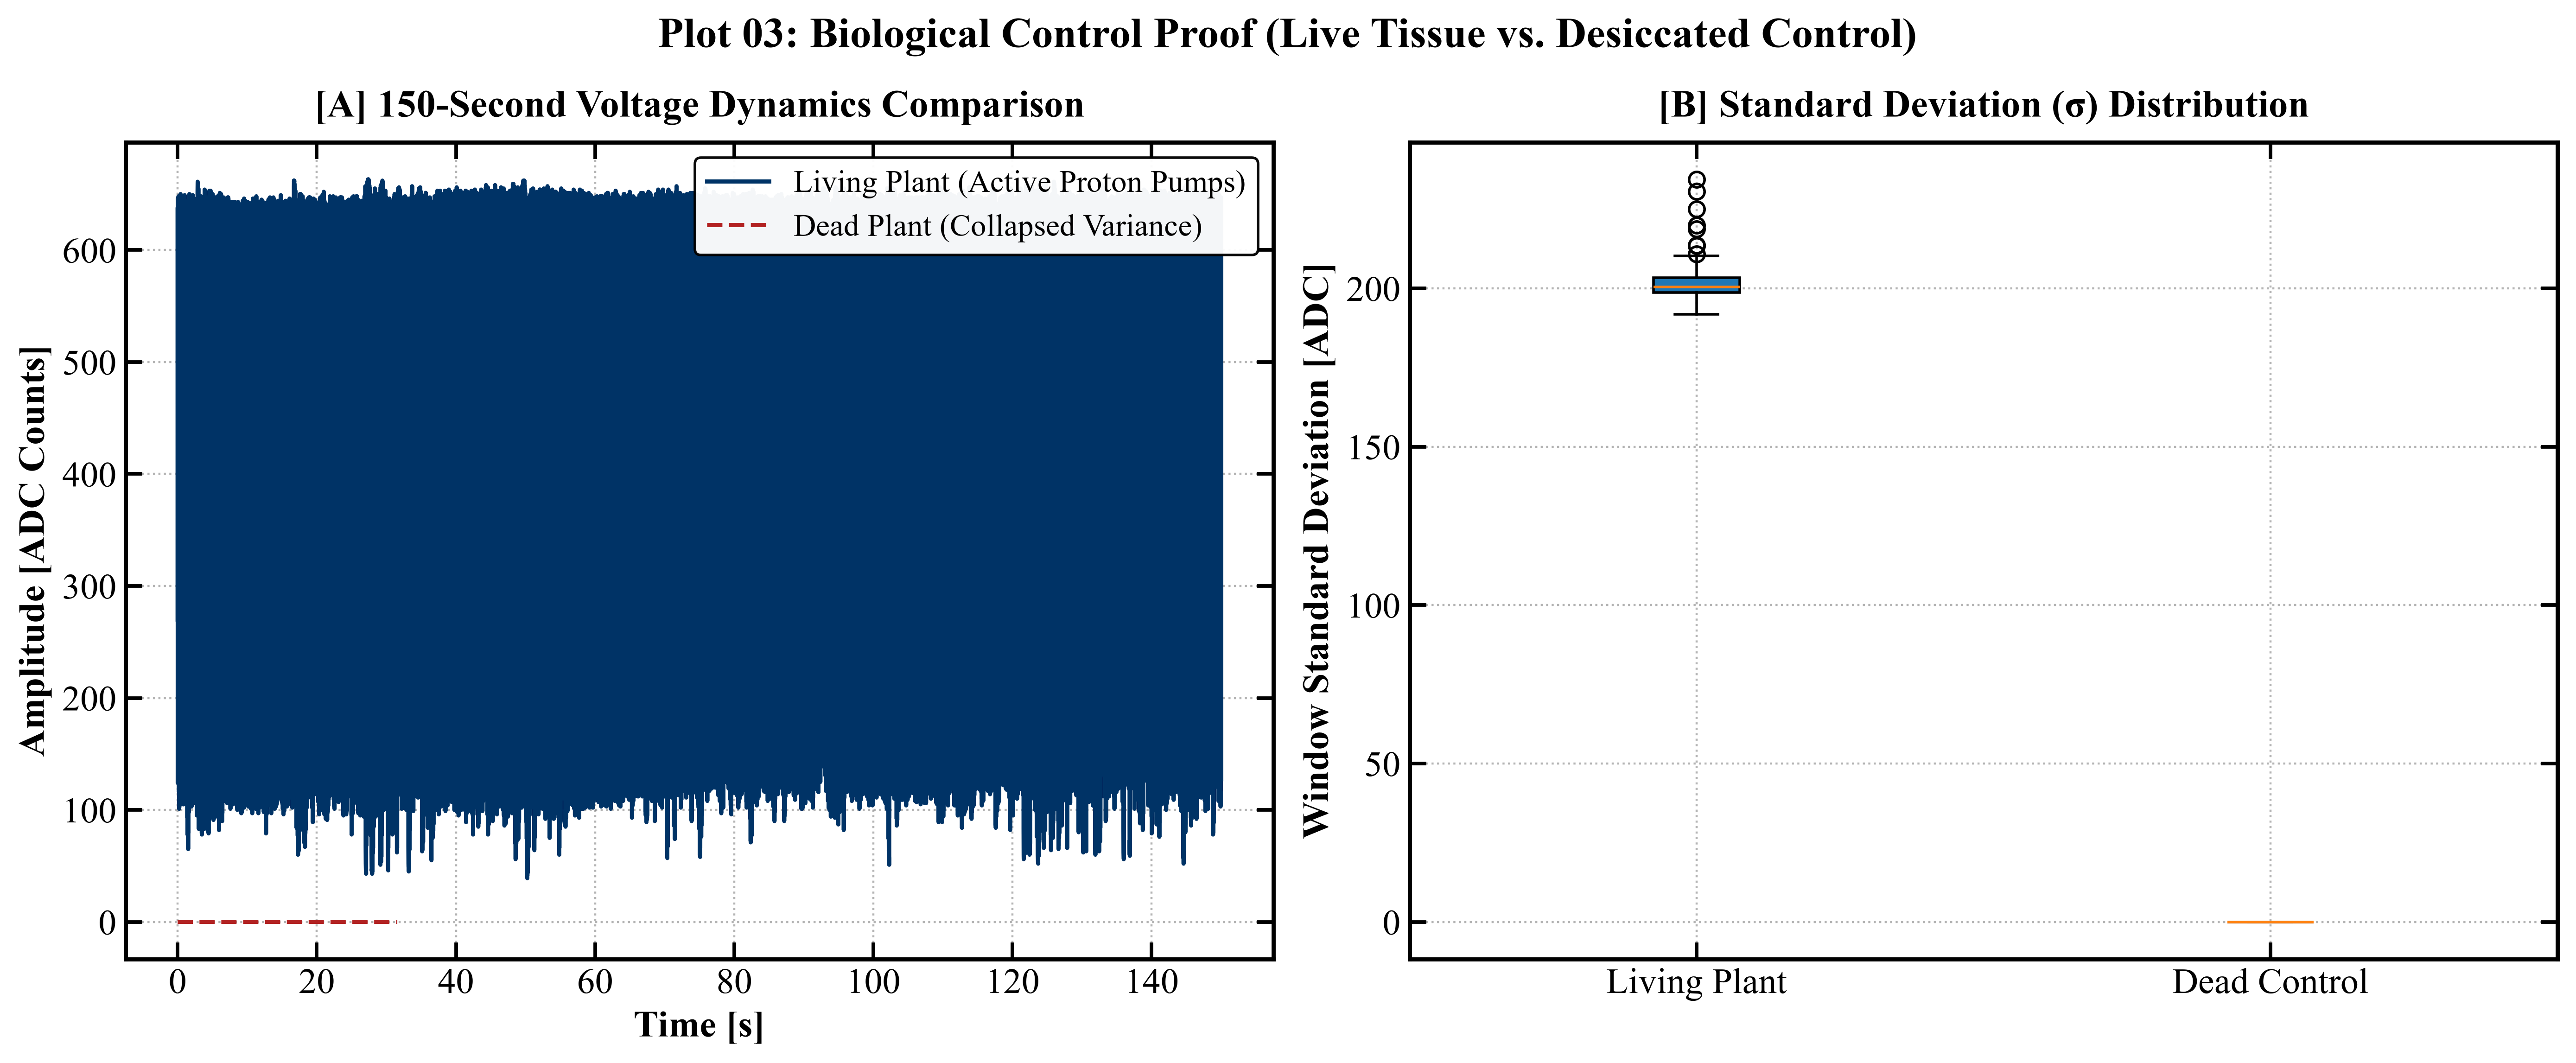 Plot 03: Biological Control Proof (Live Tissue vs. Desiccated Control)
[A] 150-Second Voltage Dynamics Comparison
Amplitude [ADC Counts]
600
500
400
300
200
100
0
Living Plant (Active Proton Pumps)
Dead Plant (Collapsed Variance)
0 20 40 60 80 100 120 140
Time [s]
[B] Standard Deviation (σ) Distribution
Window Standard Deviation [ADC]
200
150
100
50
0
Living Plant Dead Control